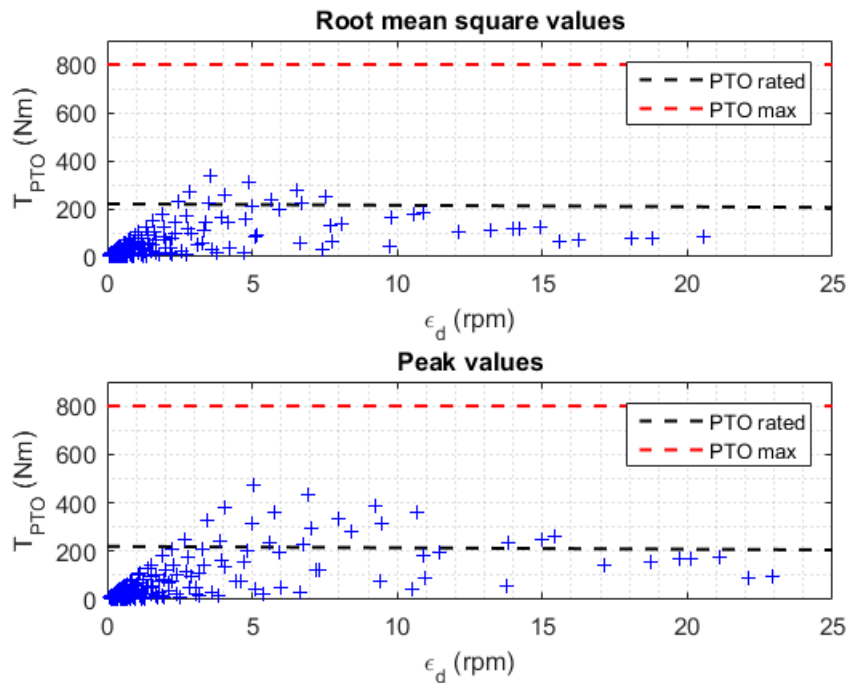 Root mean square values
800
600
400
200
0
T_PTO (Nm)
PTO rated
PTO max
0 5 10 15 20 25
ϵ_d (rpm)
Peak values
800
600
400
200
0
T_PTO (Nm)
PTO rated
PTO max
0 5 10 15 20 25
ϵ_d (rpm)